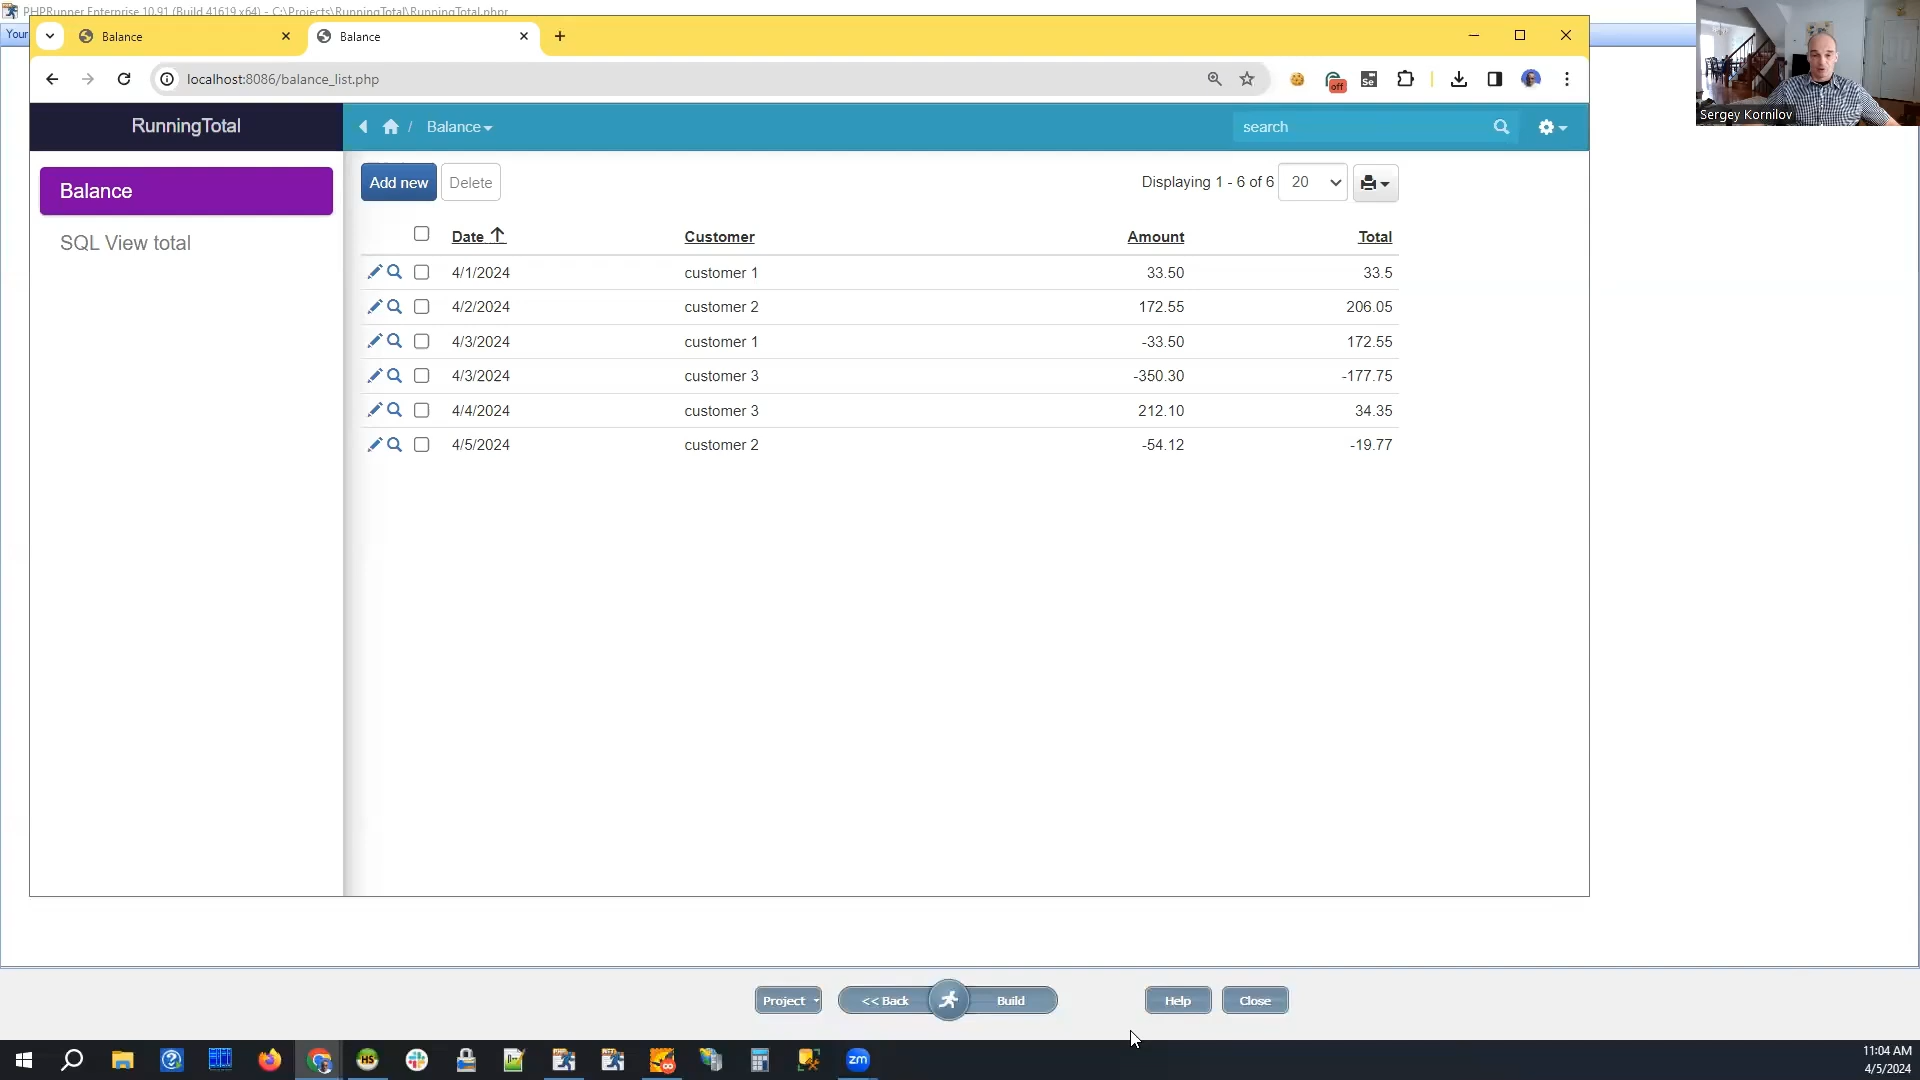 PHPRunner Enterprise 10.91 (Build 41619 x64) - C:\Projects\RunningTotal\RunningTotal.phpr
Your
Balance
Balance
localhost:8086/balance_list.php
off
Se
Sergey Kornilov
RunningTotal
/ Balance
search
Balance
SQL View total
Add new
Delete
Displaying 1 - 6 of 6
20
Date Customer Amount Total
4/1/2024 customer 1 33.50 33.5
4/2/2024 customer 2 172.55 206.05
4/3/2024 customer 1 -33.50 172.55
4/3/2024 customer 3 -350.30 -177.75
4/4/2024 customer 3 212.10 34.35
4/5/2024 customer 2 -54.12 -19.77
Project
<< Back
Build
Help
Close
HS
zm
11:04 AM
4/5/2024